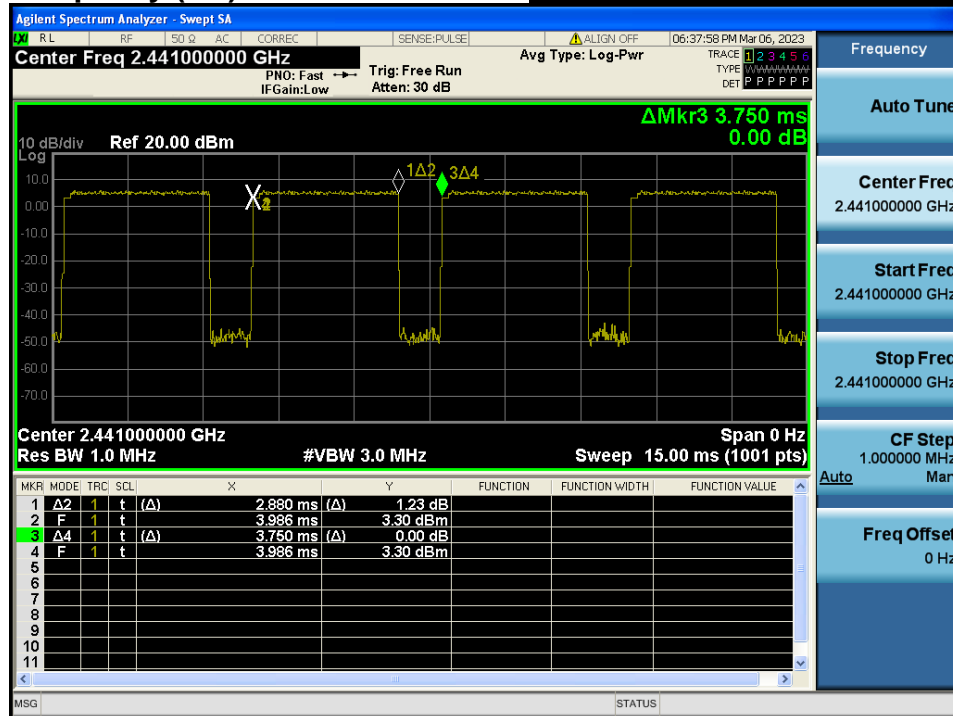 Agilent Spectrum Analyzer - Swept SA
LXI RL RF 50 Ω AC CORREC SENSE:PULSE ALIGN OFF 06:37:58 PM Mar 06, 2023
Center Freq 2.441000000 GHz
PNO: Fast
IFGain:Low
Trig: Free Run
Atten: 30 dB
Avg Type: Log-Pwr
TRACE 1 2 3 4 5 6
TYPE WWWWWW
DET P P P P P P
ΔMkr3 3.750 ms
0.00 dB
10 dB/div Ref 20.00 dBm
Log
1Δ2 3Δ4
10.0
2
0.00
-10.0
-20.0
-30.0
-40.0
-50.0
-60.0
-70.0
Center 2.441000000 GHz Span 0 Hz
Res BW 1.0 MHz #VBW 3.0 MHz Sweep 15.00 ms (1001 pts)
MKR MODE TRC SCL X Y FUNCTION FUNCTION WIDTH FUNCTION VALUE
1 Δ2 1 t (Δ) 2.880 ms (Δ) 1.23 dB
2 F 1 t 3.986 ms 3.30 dBm
3 Δ4 1 t (Δ) 3.750 ms (Δ) 0.00 dB
4 F 1 t 3.986 ms 3.30 dBm
5
6
7
8
9
10
11
MSG STATUS
Frequency
Auto Tune
Center Freq
2.441000000 GHz
Start Freq
2.441000000 GHz
Stop Freq
2.441000000 GHz
CF Step
1.000000 MHz
Auto Man
Freq Offset
0 Hz